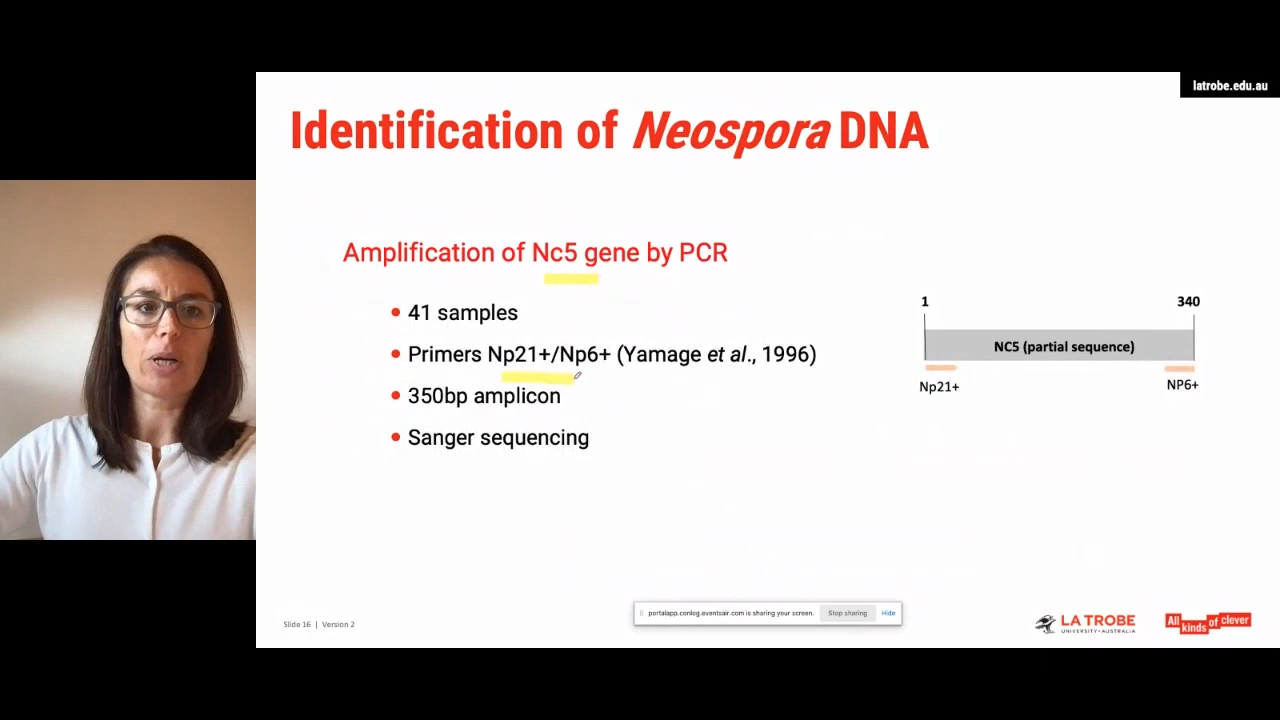 latrobe.edu.au
Identification of Neospora DNA
Amplification of Nc5 gene by PCR
• 41 samples
• Primers Np21+/Np6+ (Yamage et al., 1996)
• 350bp amplicon
• Sanger sequencing
1 340
NC5 (partial sequence)
Np21+ NP6+
Slide 16 | Version 2
portalapp.conlog.eventsair.com is sharing your screen. Stop sharing Hide
LA TROBE
UNIVERSITY • AUSTRALIA
All kinds of clever